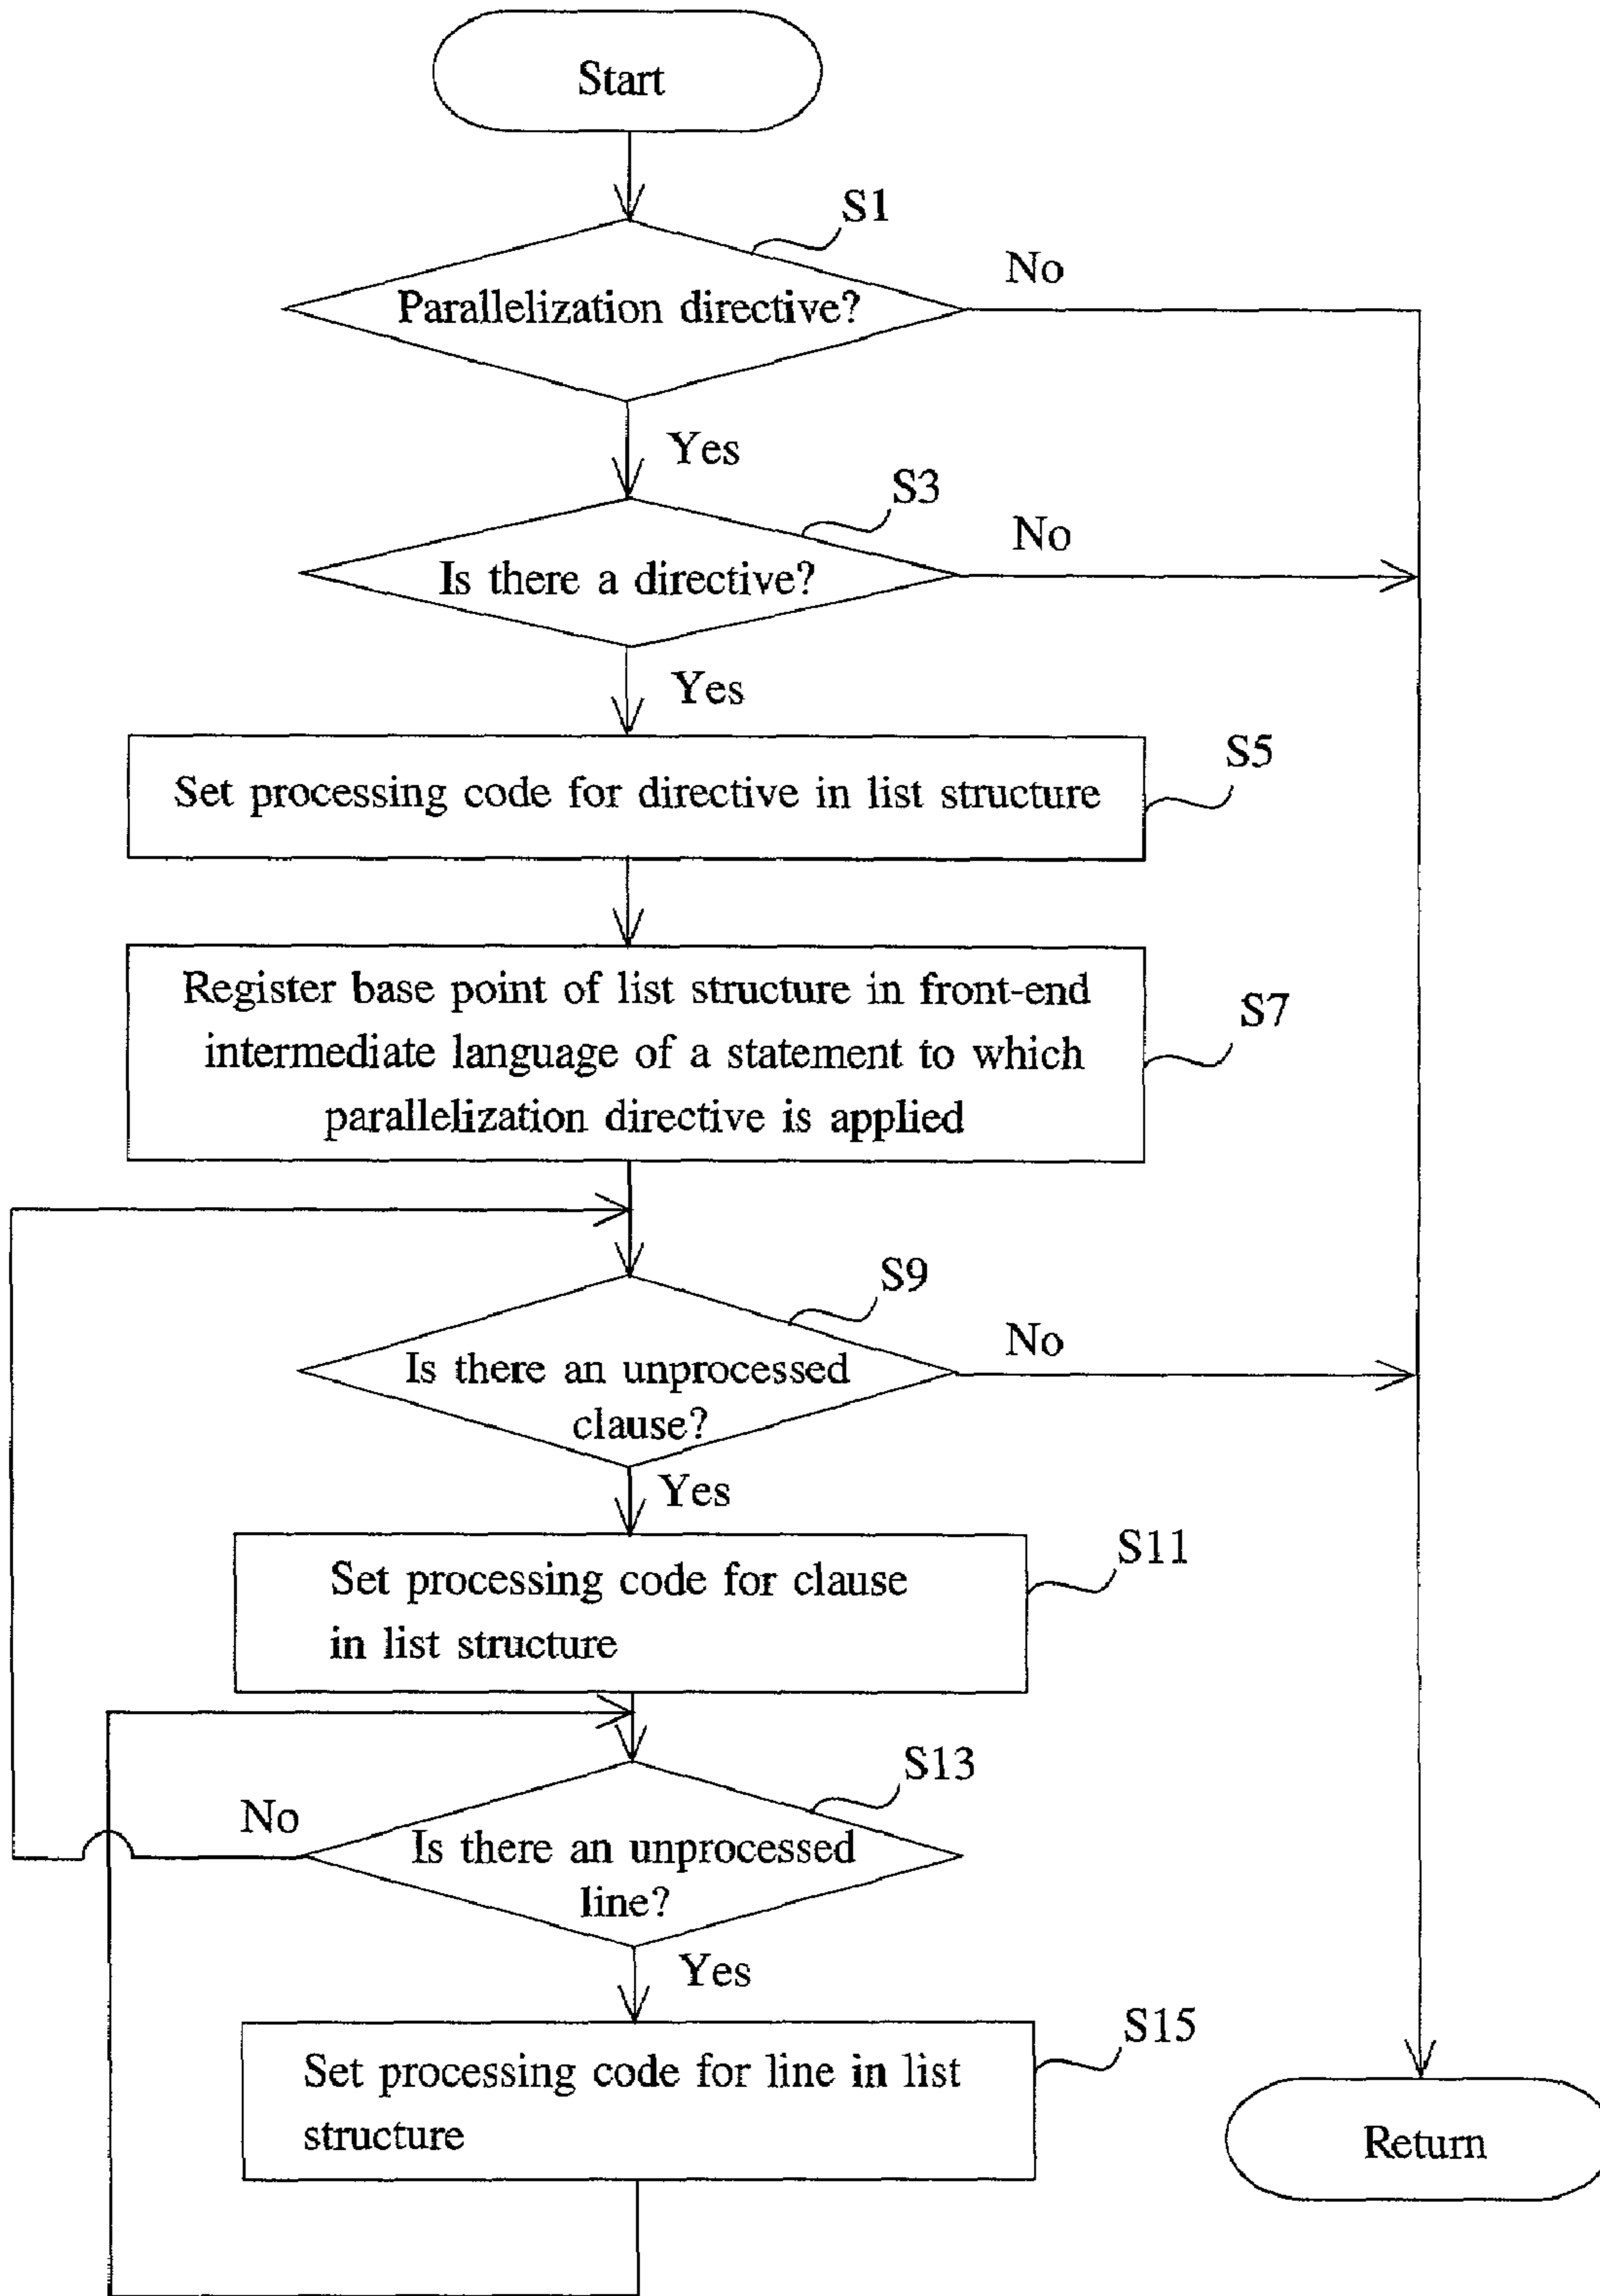 Start
S1
No
Parallelization directive?
Yes
S3
No
Is there a directive?
Yes
S5
Set processing code for directive in list structure
Register base point of list structure in front-end
S7
intermediate language of a statement to which
parallelization directive is applied
S9
No
Is there an unprocessed
clause?
Yes
S11
Set processing code for clause
in list structure
S13
No
Is there an unprocessed
line?
Yes
S15
Set processing code for line in list
structure
Return